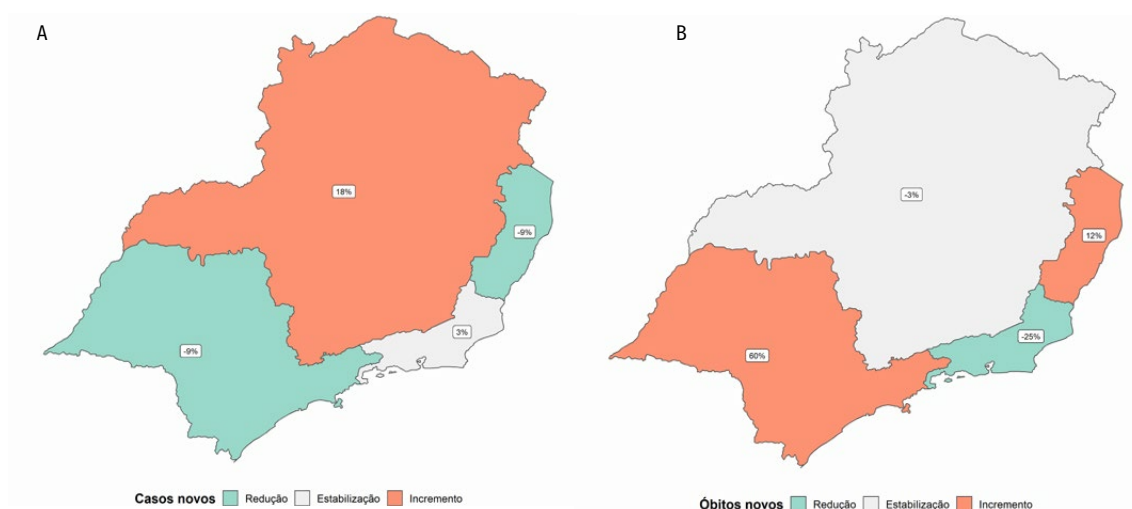 A
B
18%
-9%
3%
-9%
-3%
12%
-25%
60%
Casos novos Redução Estabilização Incremento
Óbitos novos Redução Estabilização Incremento